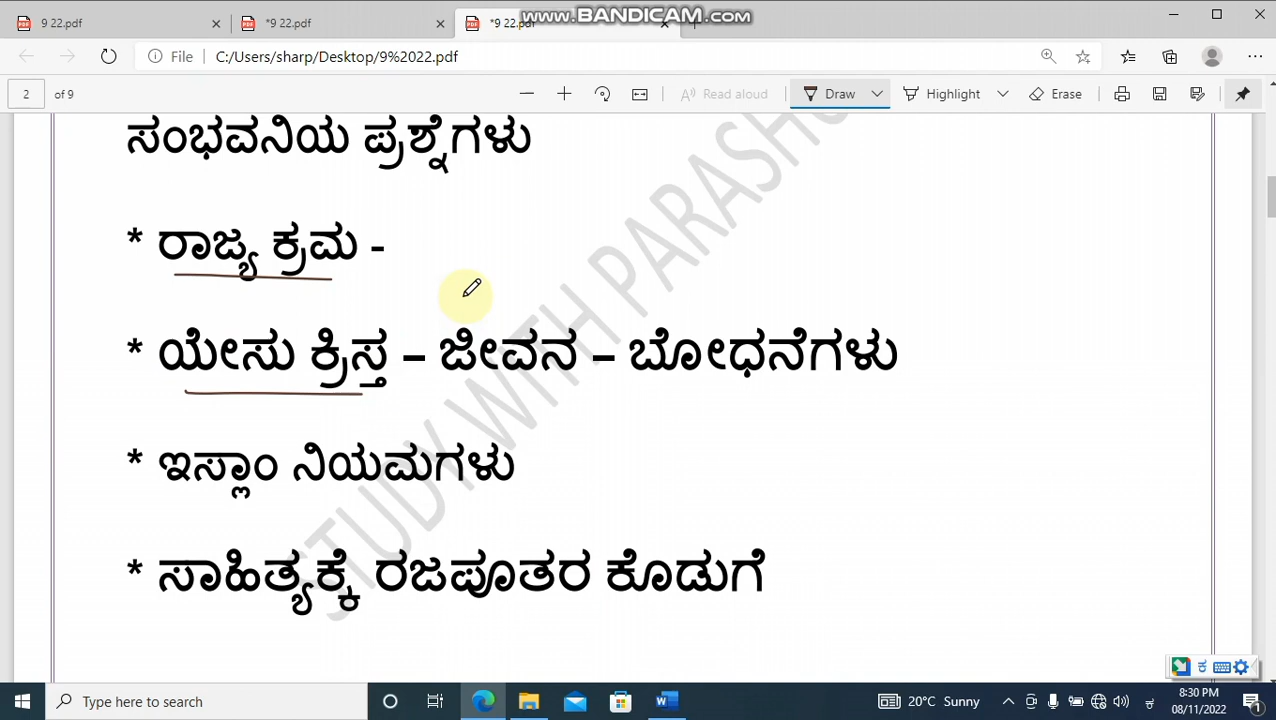 www.BANDICAM.com
9 22.pdf
*9 22.pdf
*9 22.pdf
File
C:/Users/sharp/Desktop/9%2022.pdf
2 of 9
Read aloud
Draw
Highlight
Erase
ಸಂಭವನಿಯ ಪ್ರಶ್ನೆಗಳು
* ರಾಜ್ಯ ಕ್ರಮ -
* ಯೇಸು ಕ್ರಿಸ್ತ – ಜೀವನ – ಬೋಧನೆಗಳು
* ಇಸ್ಲಾಂ ನಿಯಮಗಳು
* ಸಾಹಿತ್ಯಕ್ಕೆ ರಜಪೂತರ ಕೊಡುಗೆ
STUDY WITH PARASHU
Type here to search
20°C Sunny
8:30 PM
08/11/2022